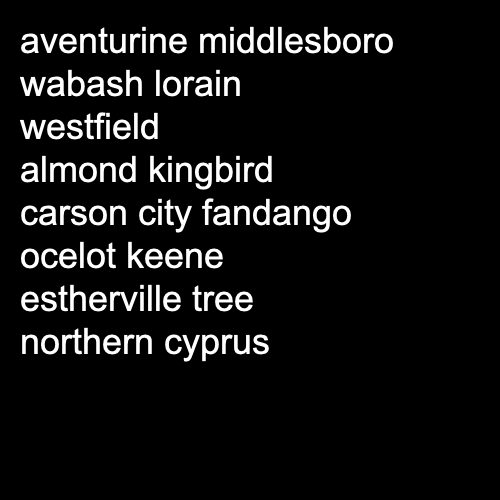 aventurine middlesboro
wabash lorain
westfield
almond kingbird
carson city fandango
ocelot keene
estherville tree
northern cyprus